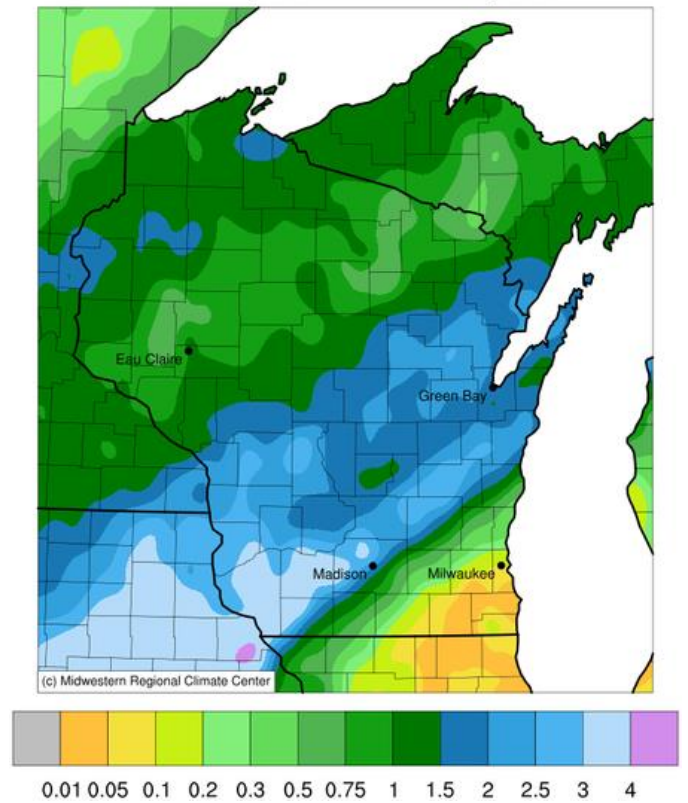 Eau Claire
Green Bay
Madison
Milwaukee
(c) Midwestern Regional Climate Center
0.01 0.05 0.1 0.2 0.3 0.5 0.75 1 1.5 2 2.5 3 4